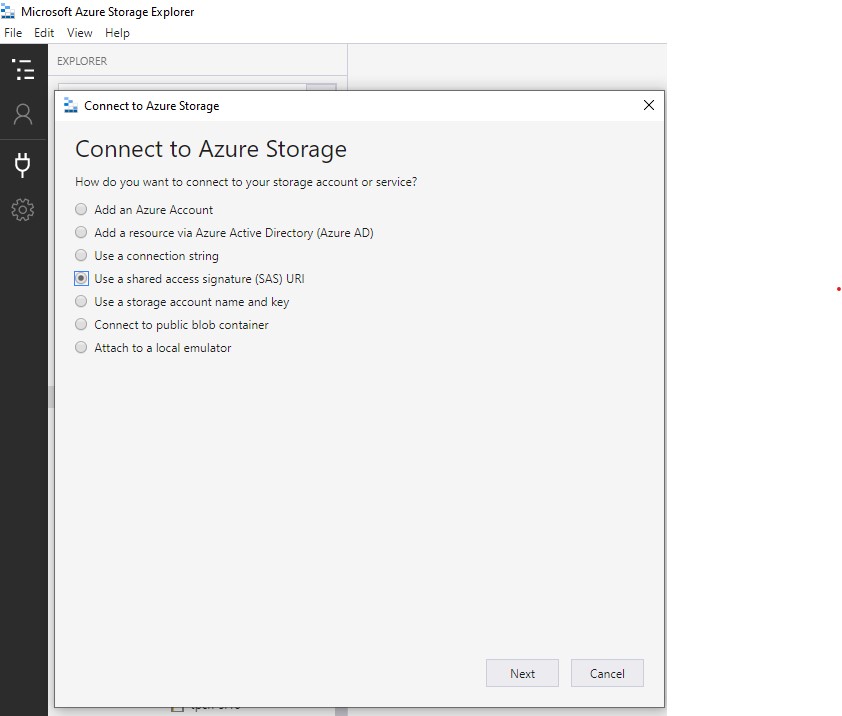 Microsoft Azure Storage Explorer
File Edit View Help
EXPLORER
Connect to Azure Storage
Connect to Azure Storage
How do you want to connect to your storage account or service?
Add an Azure Account
Add a resource via Azure Active Directory (Azure AD)
Use a connection string
Use a shared access signature (SAS) URI
Use a storage account name and key
Connect to public blob container
Attach to a local emulator
Next Cancel